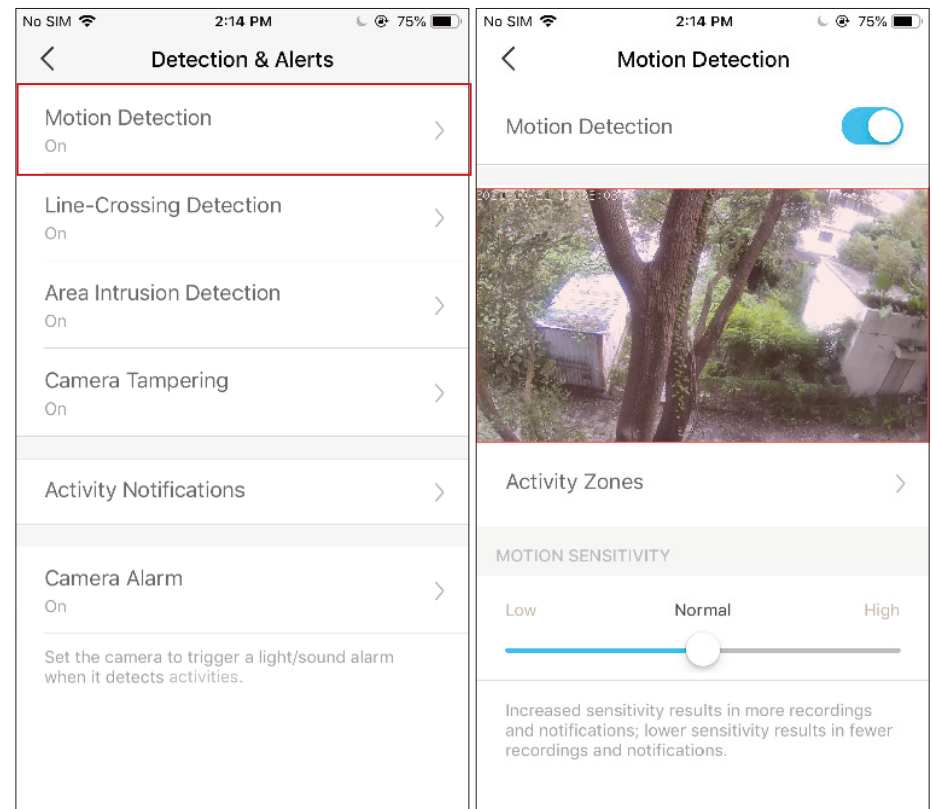 No SIM 2:14 PM 75%
Detection & Alerts
Motion Detection
On
Line-Crossing Detection
On
Area Intrusion Detection
On
Camera Tampering
On
Activity Notifications
Camera Alarm
On
Set the camera to trigger a light/sound alarm
when it detects activities.
No SIM 2:14 PM 75%
Motion Detection
Motion Detection
Activity Zones
MOTION SENSITIVITY
Low Normal High
Increased sensitivity results in more recordings
and notifications; lower sensitivity results in fewer
recordings and notifications.